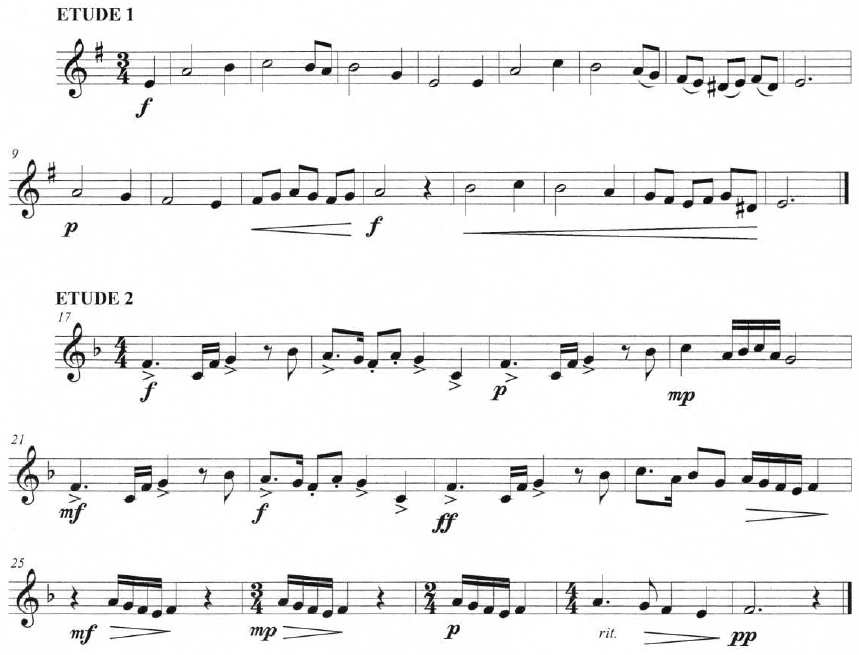 ETUDE 1
3
4
f
9
p f
ETUDE 2
17
4
4
f p mp
21
mf f ff
25
3 2 4
4 4 4
mf mp p rit. pp